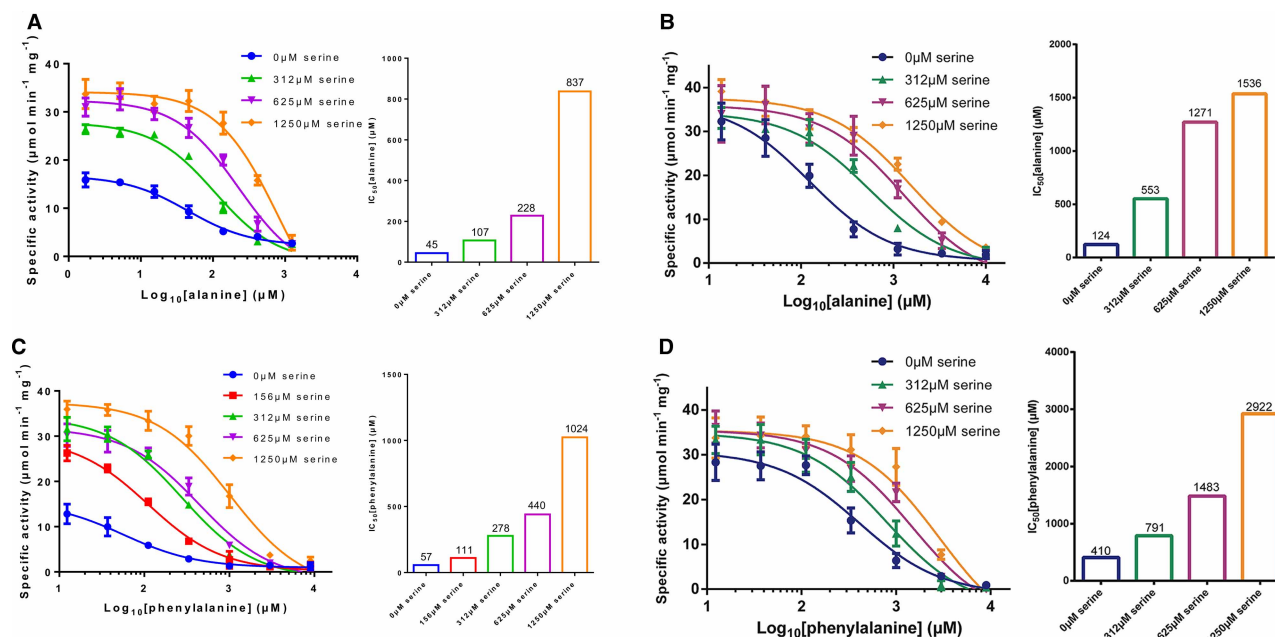 A
Specific activity (µmol min⁻¹ mg⁻¹)
40
30
20
10
0
0 1 2 3 4
Log₁₀[alanine] (µM)
0µM serine
312µM serine
625µM serine
1250µM serine
IC₅₀[alanine] (µM)
1000
800
600
400
200
0
45
107
228
837
0µM serine
312µM serine
625µM serine
1250µM serine
B
Specific activity (µmol min⁻¹ mg⁻¹)
50
40
30
20
10
0
1 2 3 4
Log₁₀[alanine] (µM)
0µM serine
312µM serine
625µM serine
1250µM serine
IC₅₀[alanine] (µM)
2000
1500
1000
500
0
124
553
1271
1536
0µM serine
312µM serine
625µM serine
1250µM serine
C
Specific activity (µmol min⁻¹ mg⁻¹)
40
30
20
10
0
1 2 3 4
Log₁₀[phenylalanine] (µM)
0µM serine
156µM serine
312µM serine
625µM serine
1250µM serine
IC₅₀[phenylalanine] (µM)
1500
1000
500
0
57
111
278
440
1024
0µM serine
156µM serine
312µM serine
625µM serine
1250µM serine
D
Specific activity (µmol min⁻¹ mg⁻¹)
50
40
30
20
10
0
1 2 3 4
Log₁₀[phenylalanine] (µM)
0µM serine
312µM serine
625µM serine
1250µM serine
IC₅₀[phenylalanine] (µM)
4000
3000
2000
1000
0
410
791
1483
2922
0µM serine
312µM serine
625µM serine
1250µM serine